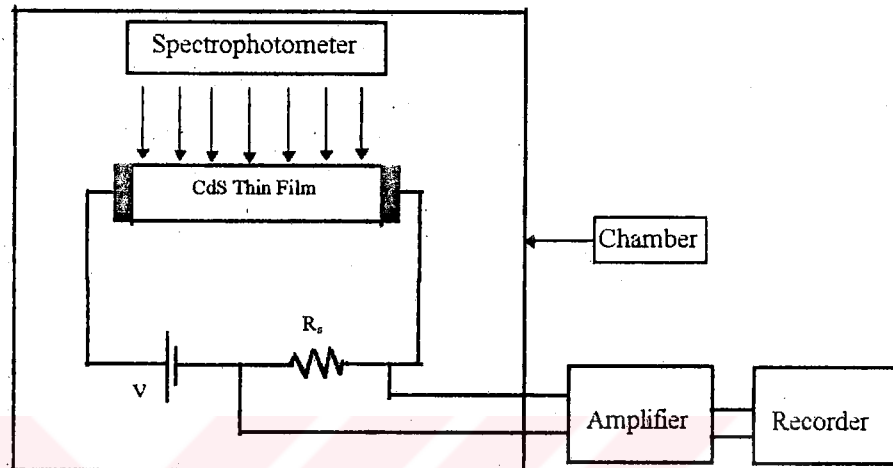 Spectrophotometer
CdS Thin Film
Chamber
Rs
V
Amplifier
Recorder